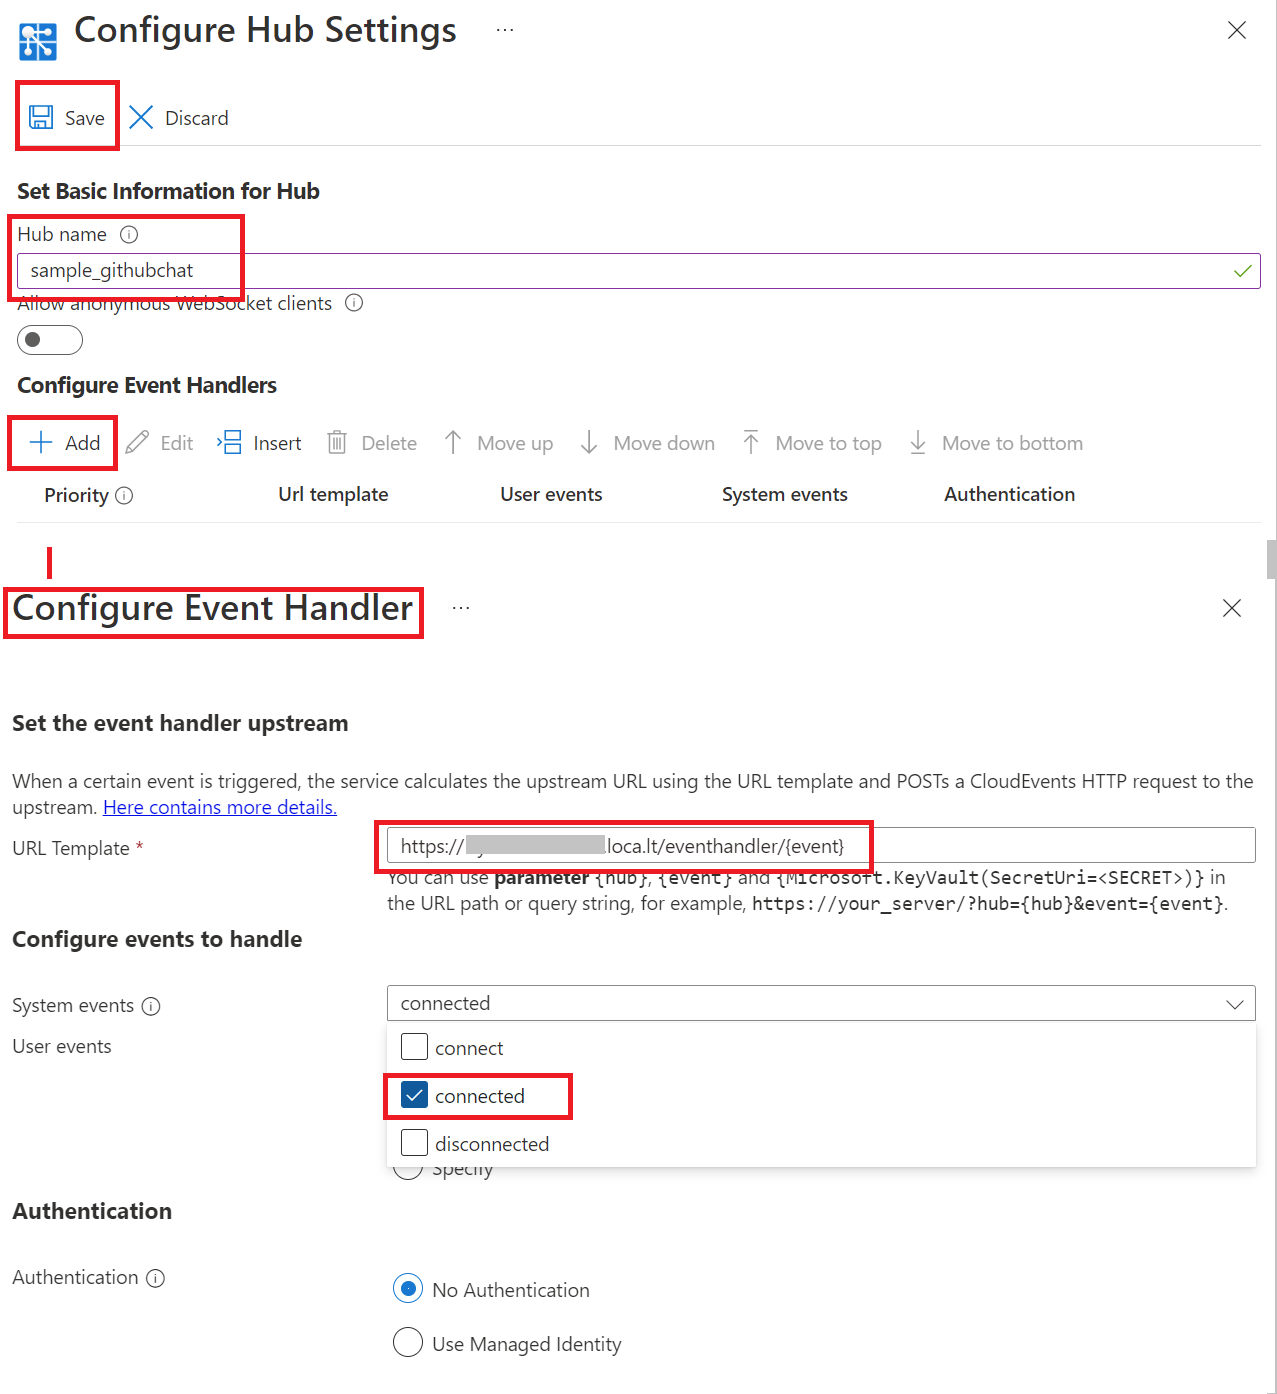 Configure Hub Settings ...
Save Discard
Set Basic Information for Hub
Hub name
sample_githubchat
Allow anonymous WebSocket clients
Configure Event Handlers
Add Edit Insert Delete Move up Move down Move to top Move to bottom
Priority Url template User events System events Authentication
Configure Event Handler ...
Set the event handler upstream
When a certain event is triggered, the service calculates the upstream URL using the URL template and POSTs a CloudEvents HTTP request to the
upstream. Here contains more details.
URL Template * https:// .loca.lt/eventhandler/{event}
You can use parameter {hub}, {event} and {Microsoft.KeyVault(SecretUri=<SECRET>)} in
the URL path or query string, for example, https://your_server/?hub={hub}&event={event}.
Configure events to handle
System events connected
User events connect
connected
disconnected
Specify
Authentication
Authentication No Authentication
Use Managed Identity